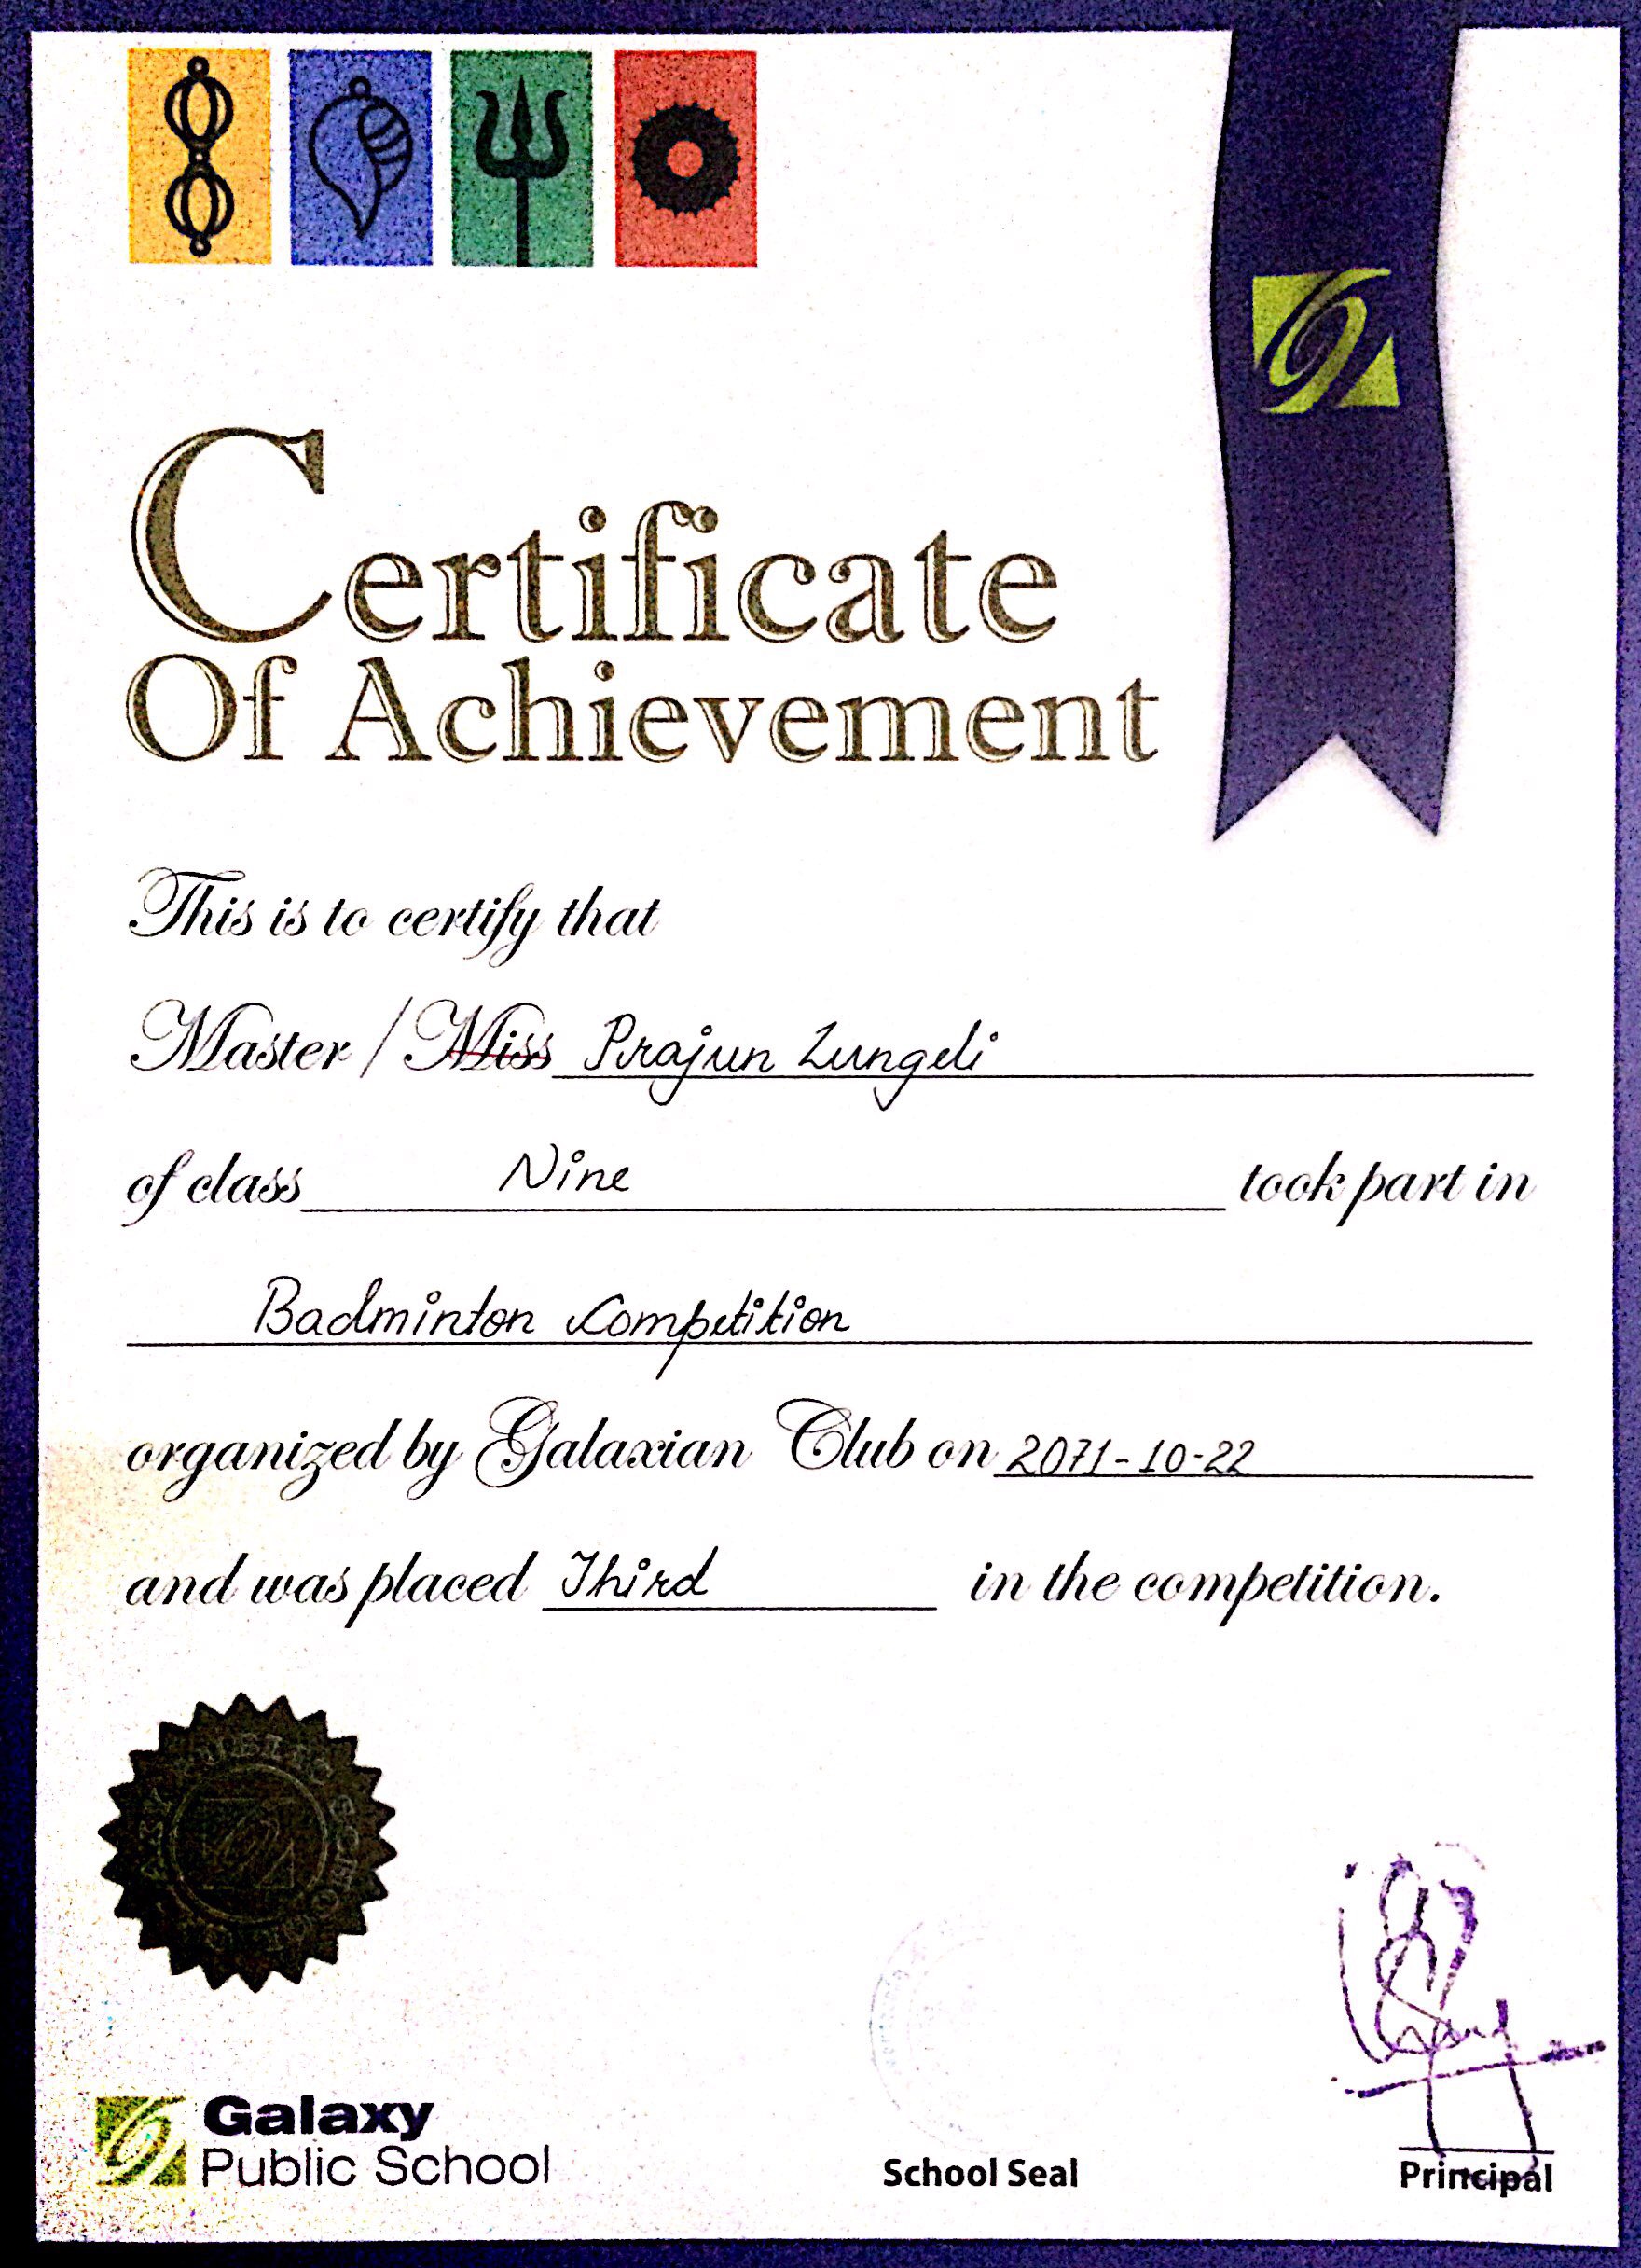 Certificate
Of Achievement
This is to certify that
Master / Miss Prajun Lungeli
of class Nine took part in
Badminton Competition
organized by Galaxian Club on 2071-10-22
and was placed Third in the competition.
Galaxy
Public School
School Seal
Principal